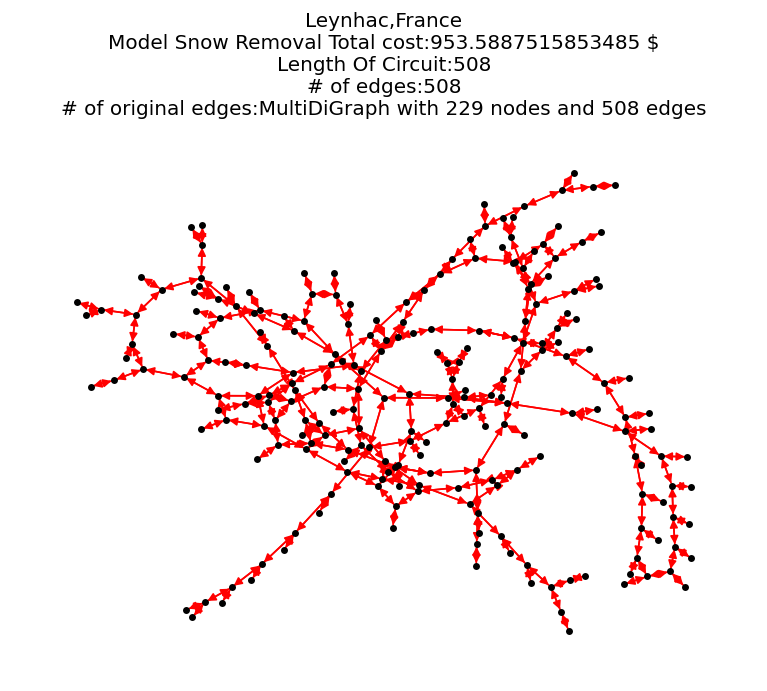 Leynhac,France
Model Snow Removal Total cost:953.5887515853485 $
Length Of Circuit:508
# of edges:508
# of original edges:MultiDiGraph with 229 nodes and 508 edges